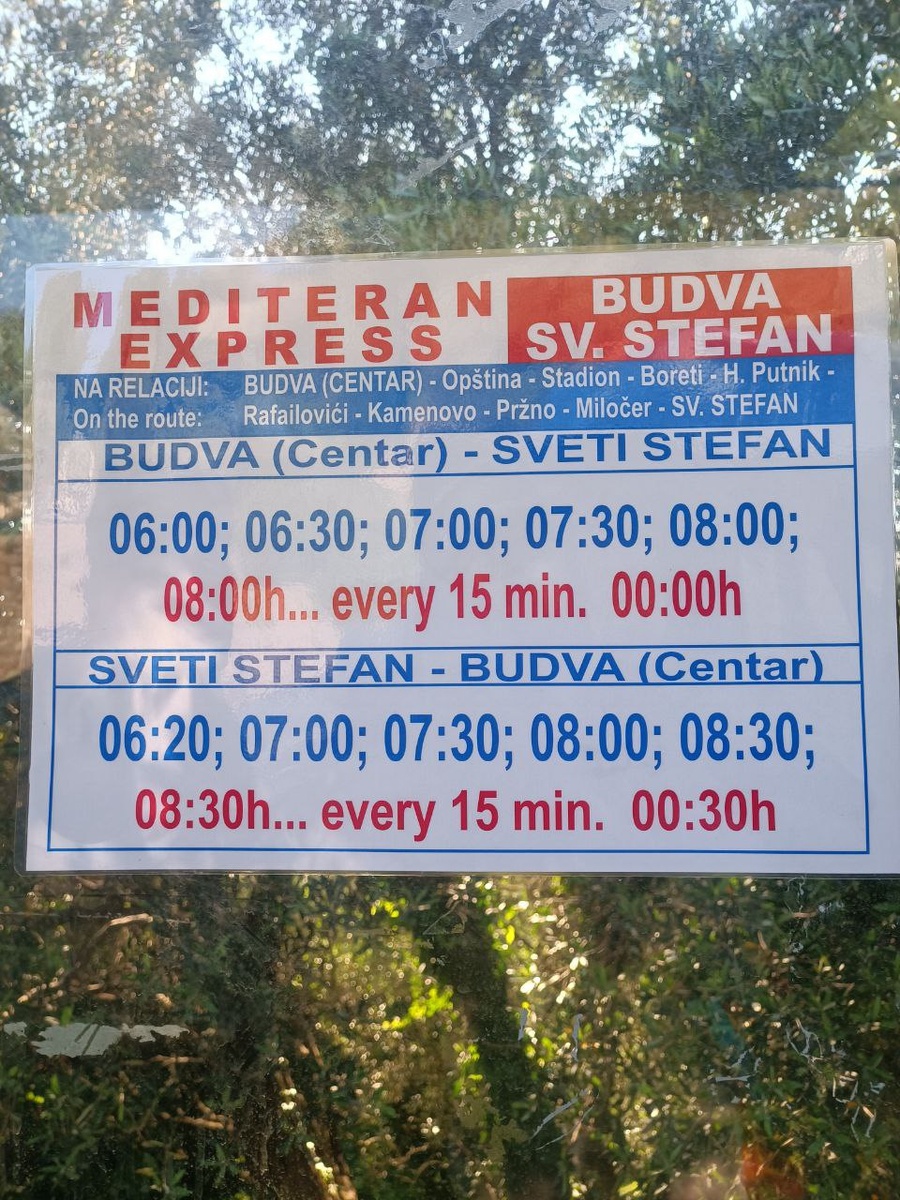 MEDITERAN
EXPRESS
BUDVA
SV. STEFAN
NA RELACIJI: BUDVA (CENTAR) - Opština - Stadion - Boreti - H. Putnik -
On the route: Rafailovići - Kamenovo - Pržno - Miločer - SV. STEFAN
BUDVA (Centar) - SVETI STEFAN
06:00; 06:30; 07:00; 07:30; 08:00;
08:00h... every 15 min. 00:00h
SVETI STEFAN - BUDVA (Centar)
06:20; 07:00; 07:30; 08:00; 08:30;
08:30h... every 15 min. 00:30h